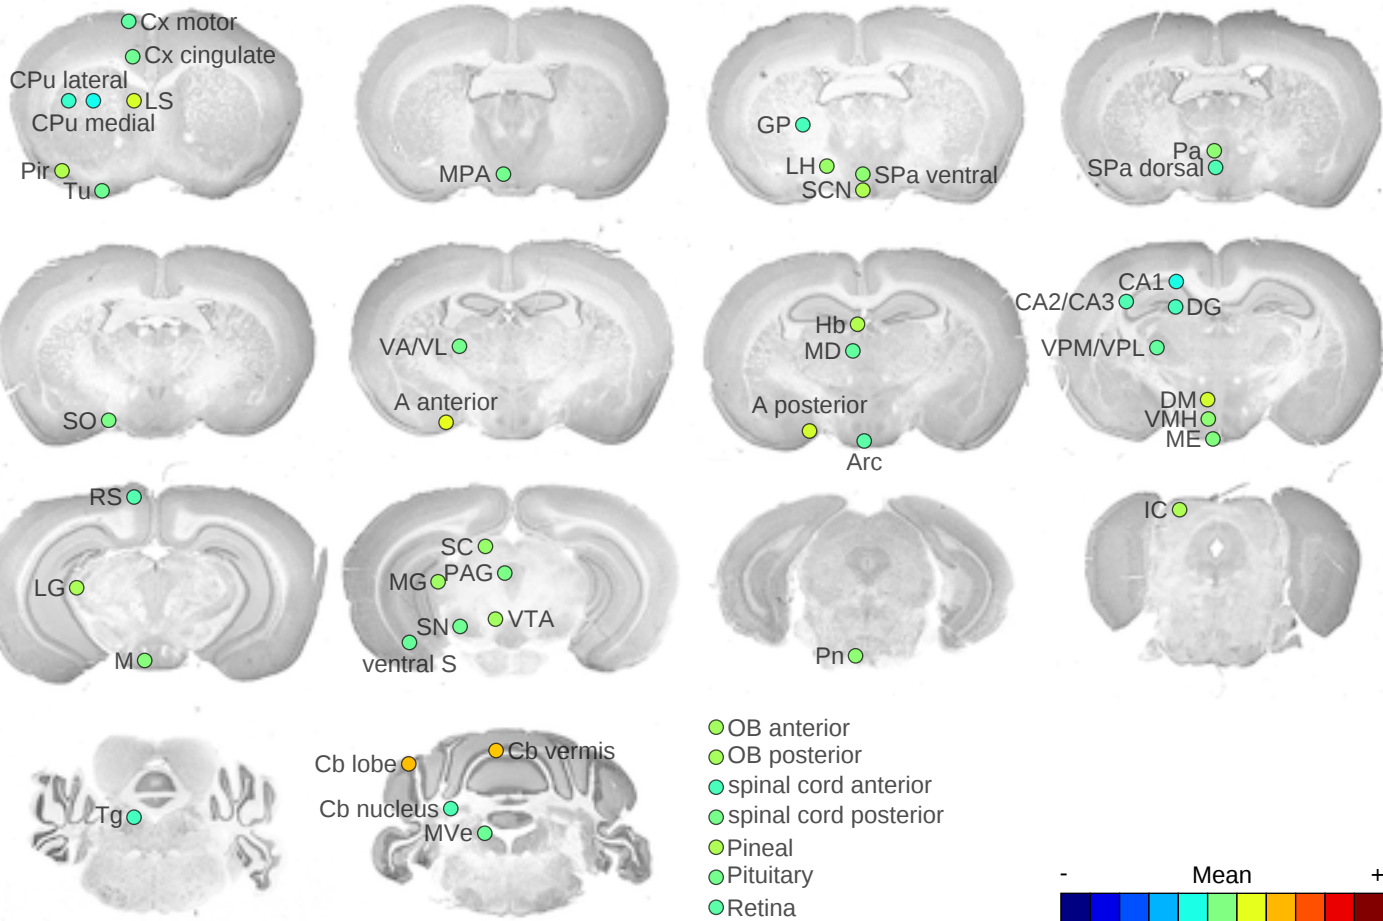 Cx motor
Cx cingulate
CPu lateral
LS
CPu medial
Pir
Tu
MPA
GP
LH
SPa ventral
SCN
Pa
SPa dorsal
SO
VA/VL
A anterior
Hb
MD
A posterior
Arc
CA1
CA2/CA3
DG
VPM/VPL
DM
VMH
ME
RS
LG
M
SC
MG
PAG
SN
VTA
ventral S
Pn
IC
Tg
Cb lobe
Cb vermis
Cb nucleus
MVe
OB anterior
OB posterior
spinal cord anterior
spinal cord posterior
Pineal
Pituitary
Retina
- Mean +